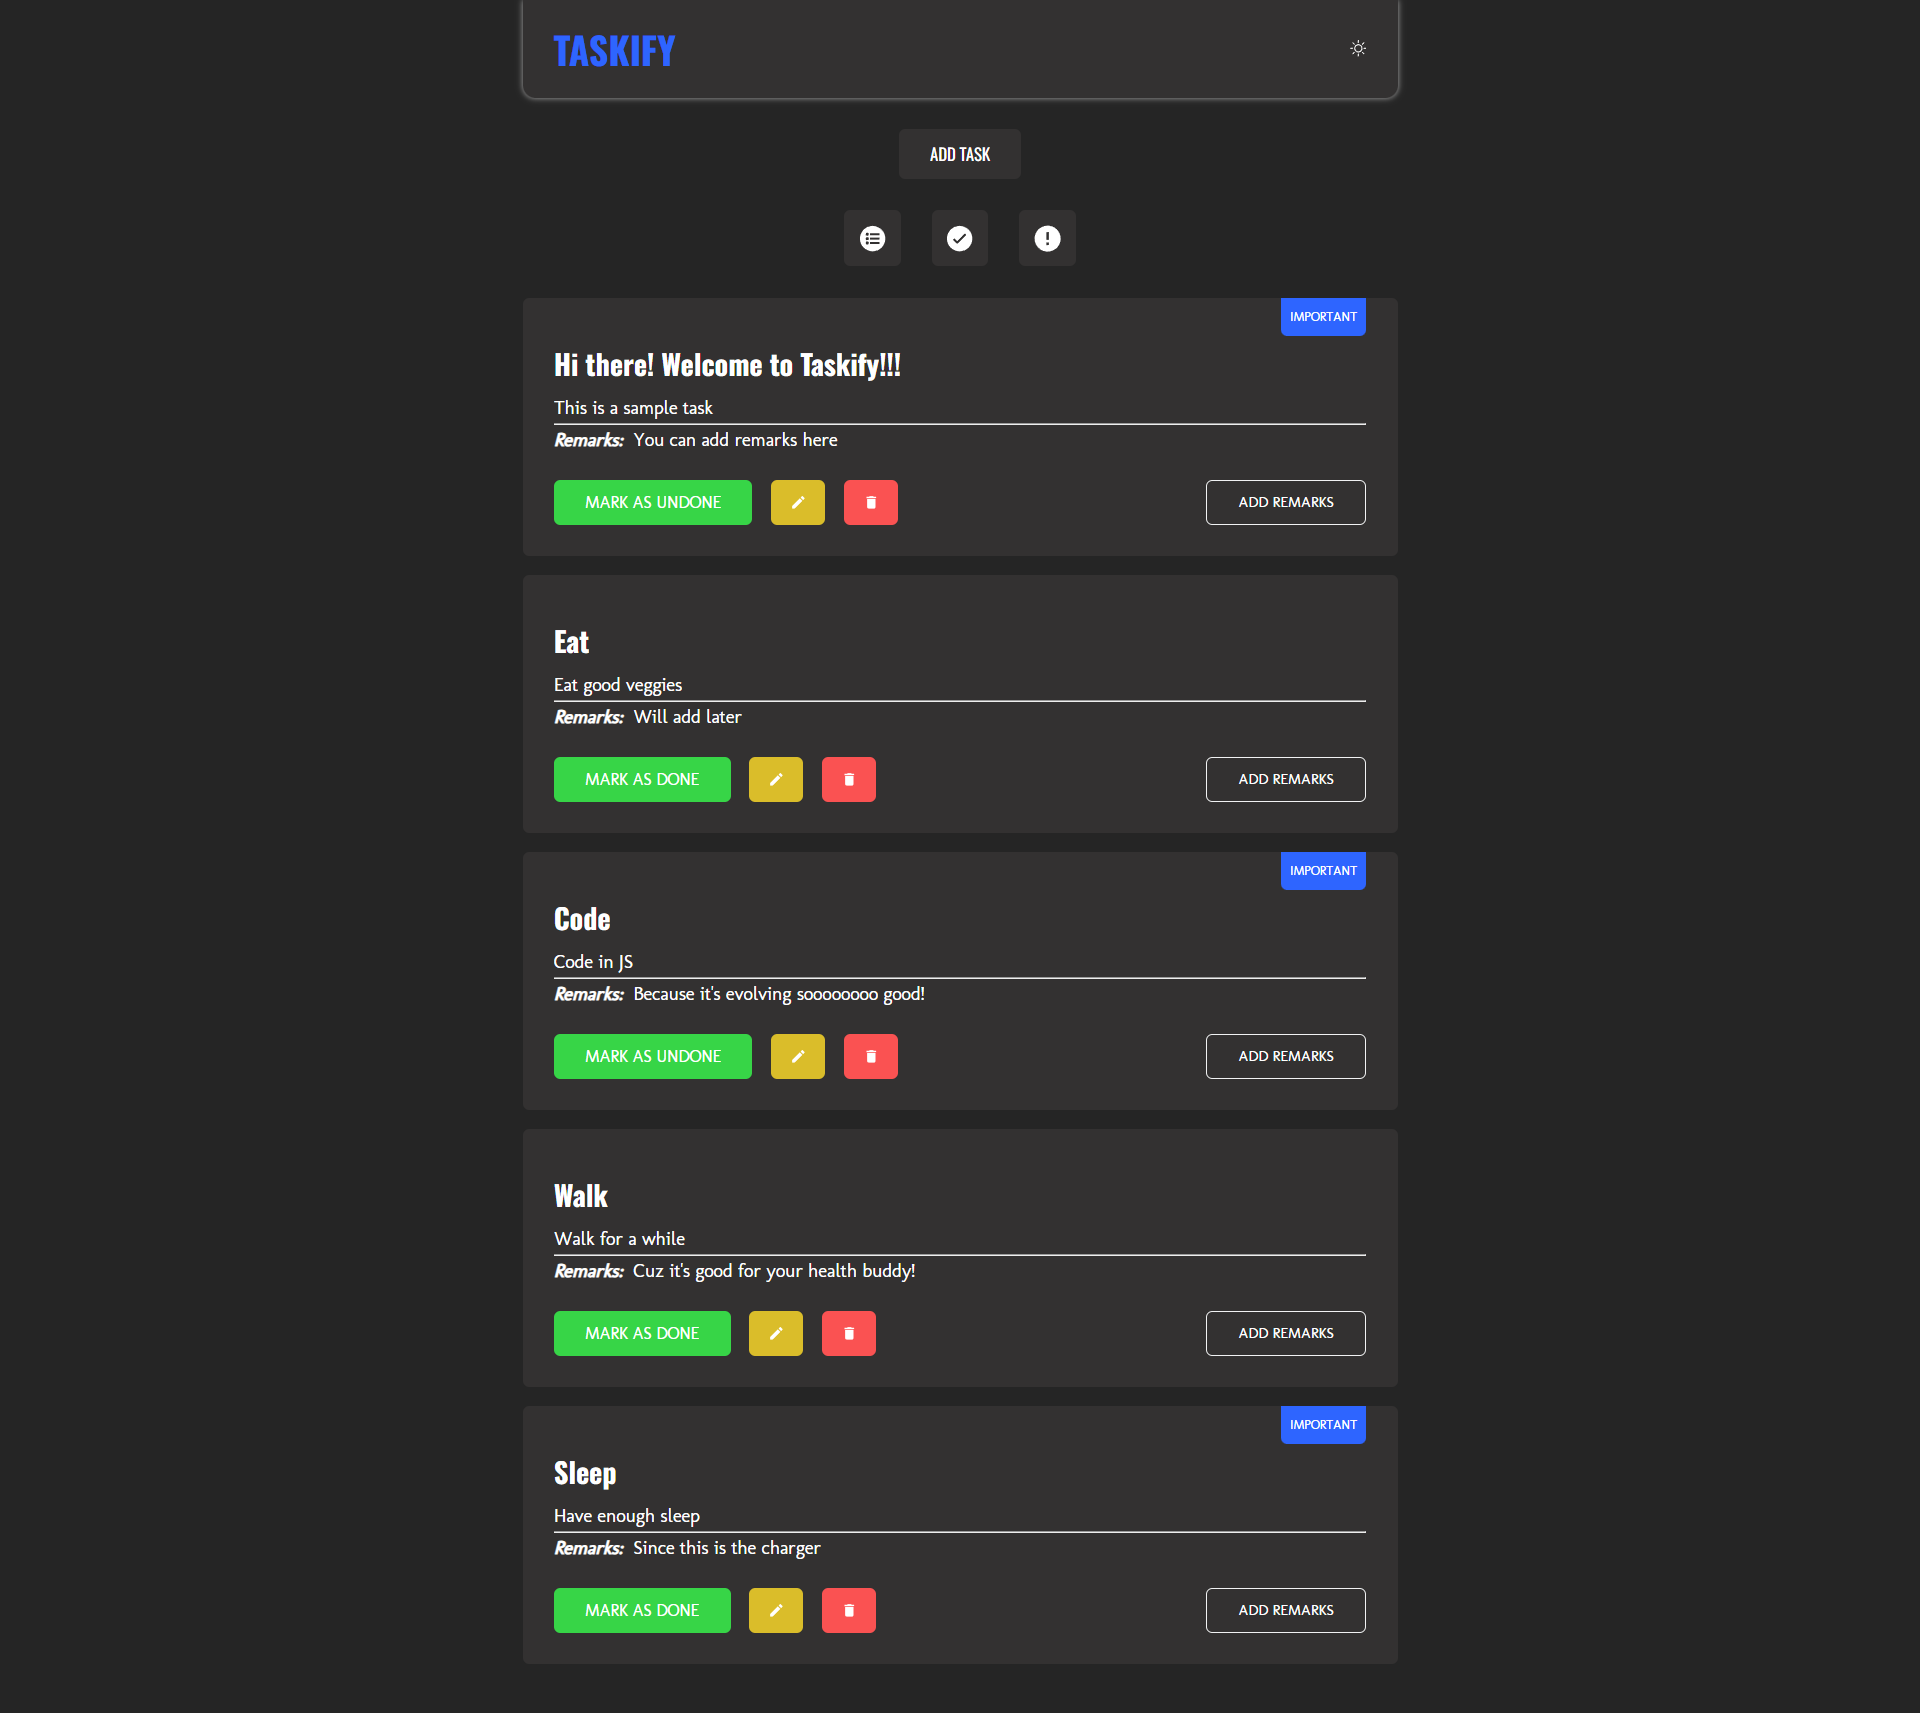 TASKIFY
ADD TASK
IMPORTANT
Hi there! Welcome to Taskify!!!
This is a sample task
Remarks: You can add remarks here
MARK AS UNDONE ADD REMARKS
Eat
Eat good veggies
Remarks: Will add later
MARK AS DONE ADD REMARKS
IMPORTANT
Code
Code in JS
Remarks: Because it's evolving soooooooo good!
MARK AS UNDONE ADD REMARKS
Walk
Walk for a while
Remarks: Cuz it's good for your health buddy!
MARK AS DONE ADD REMARKS
IMPORTANT
Sleep
Have enough sleep
Remarks: Since this is the charger
MARK AS DONE ADD REMARKS